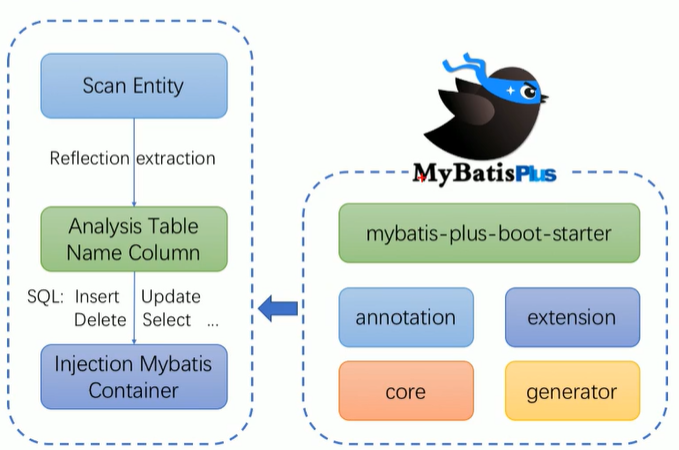 Scan Entity
Reflection extraction
Analysis Table
Name Column
SQL: Insert Update
Delete Select ...
Injection Mybatis
Container
MyBatisPlus
mybatis-plus-boot-starter
annotation
extension
core
generator